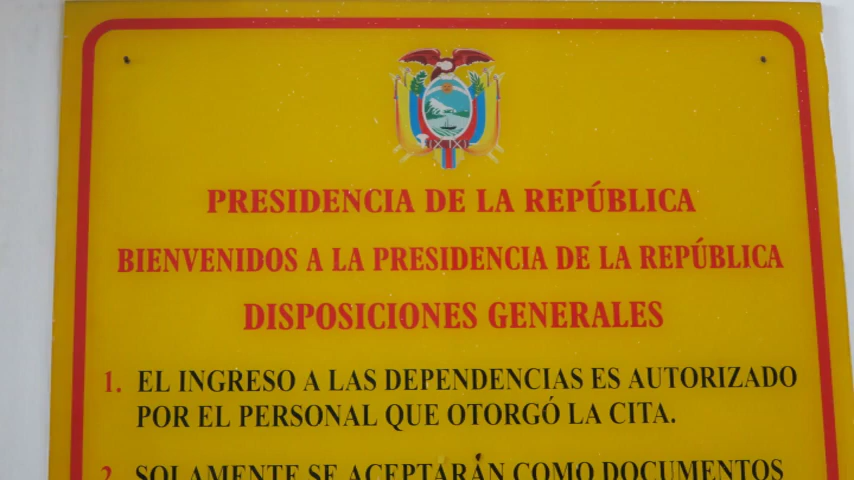 PRESIDENCIA DE LA REPÚBLICA
BIENVENIDOS A LA PRESIDENCIA DE LA REPÚBLICA
DISPOSICIONES GENERALES
1. EL INGRESO A LAS DEPENDENCIAS ES AUTORIZADO
POR EL PERSONAL QUE OTORGÓ LA CITA.
2. SOLAMENTE SE ACEPTARÁN COMO DOCUMENTOS